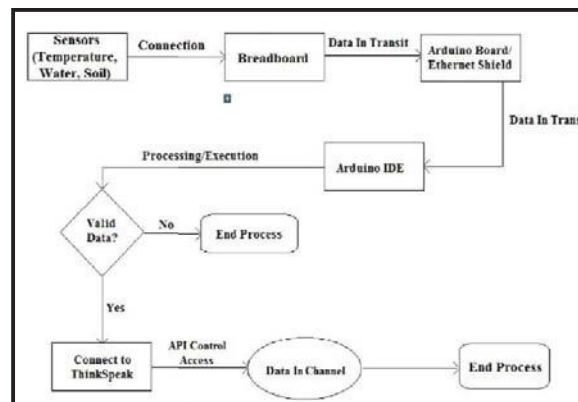 Sensors
(Temperature,
Water, Soil)
Connection
Breadboard
Data In Transit
Arduino Board/
Ethernet Shield
Data In Trans
Arduino IDE
Processing/Execution
Valid
Data?
No
End Process
Yes
Connect to
ThinkSpeak
API Control
Access
Data In Channel
End Process